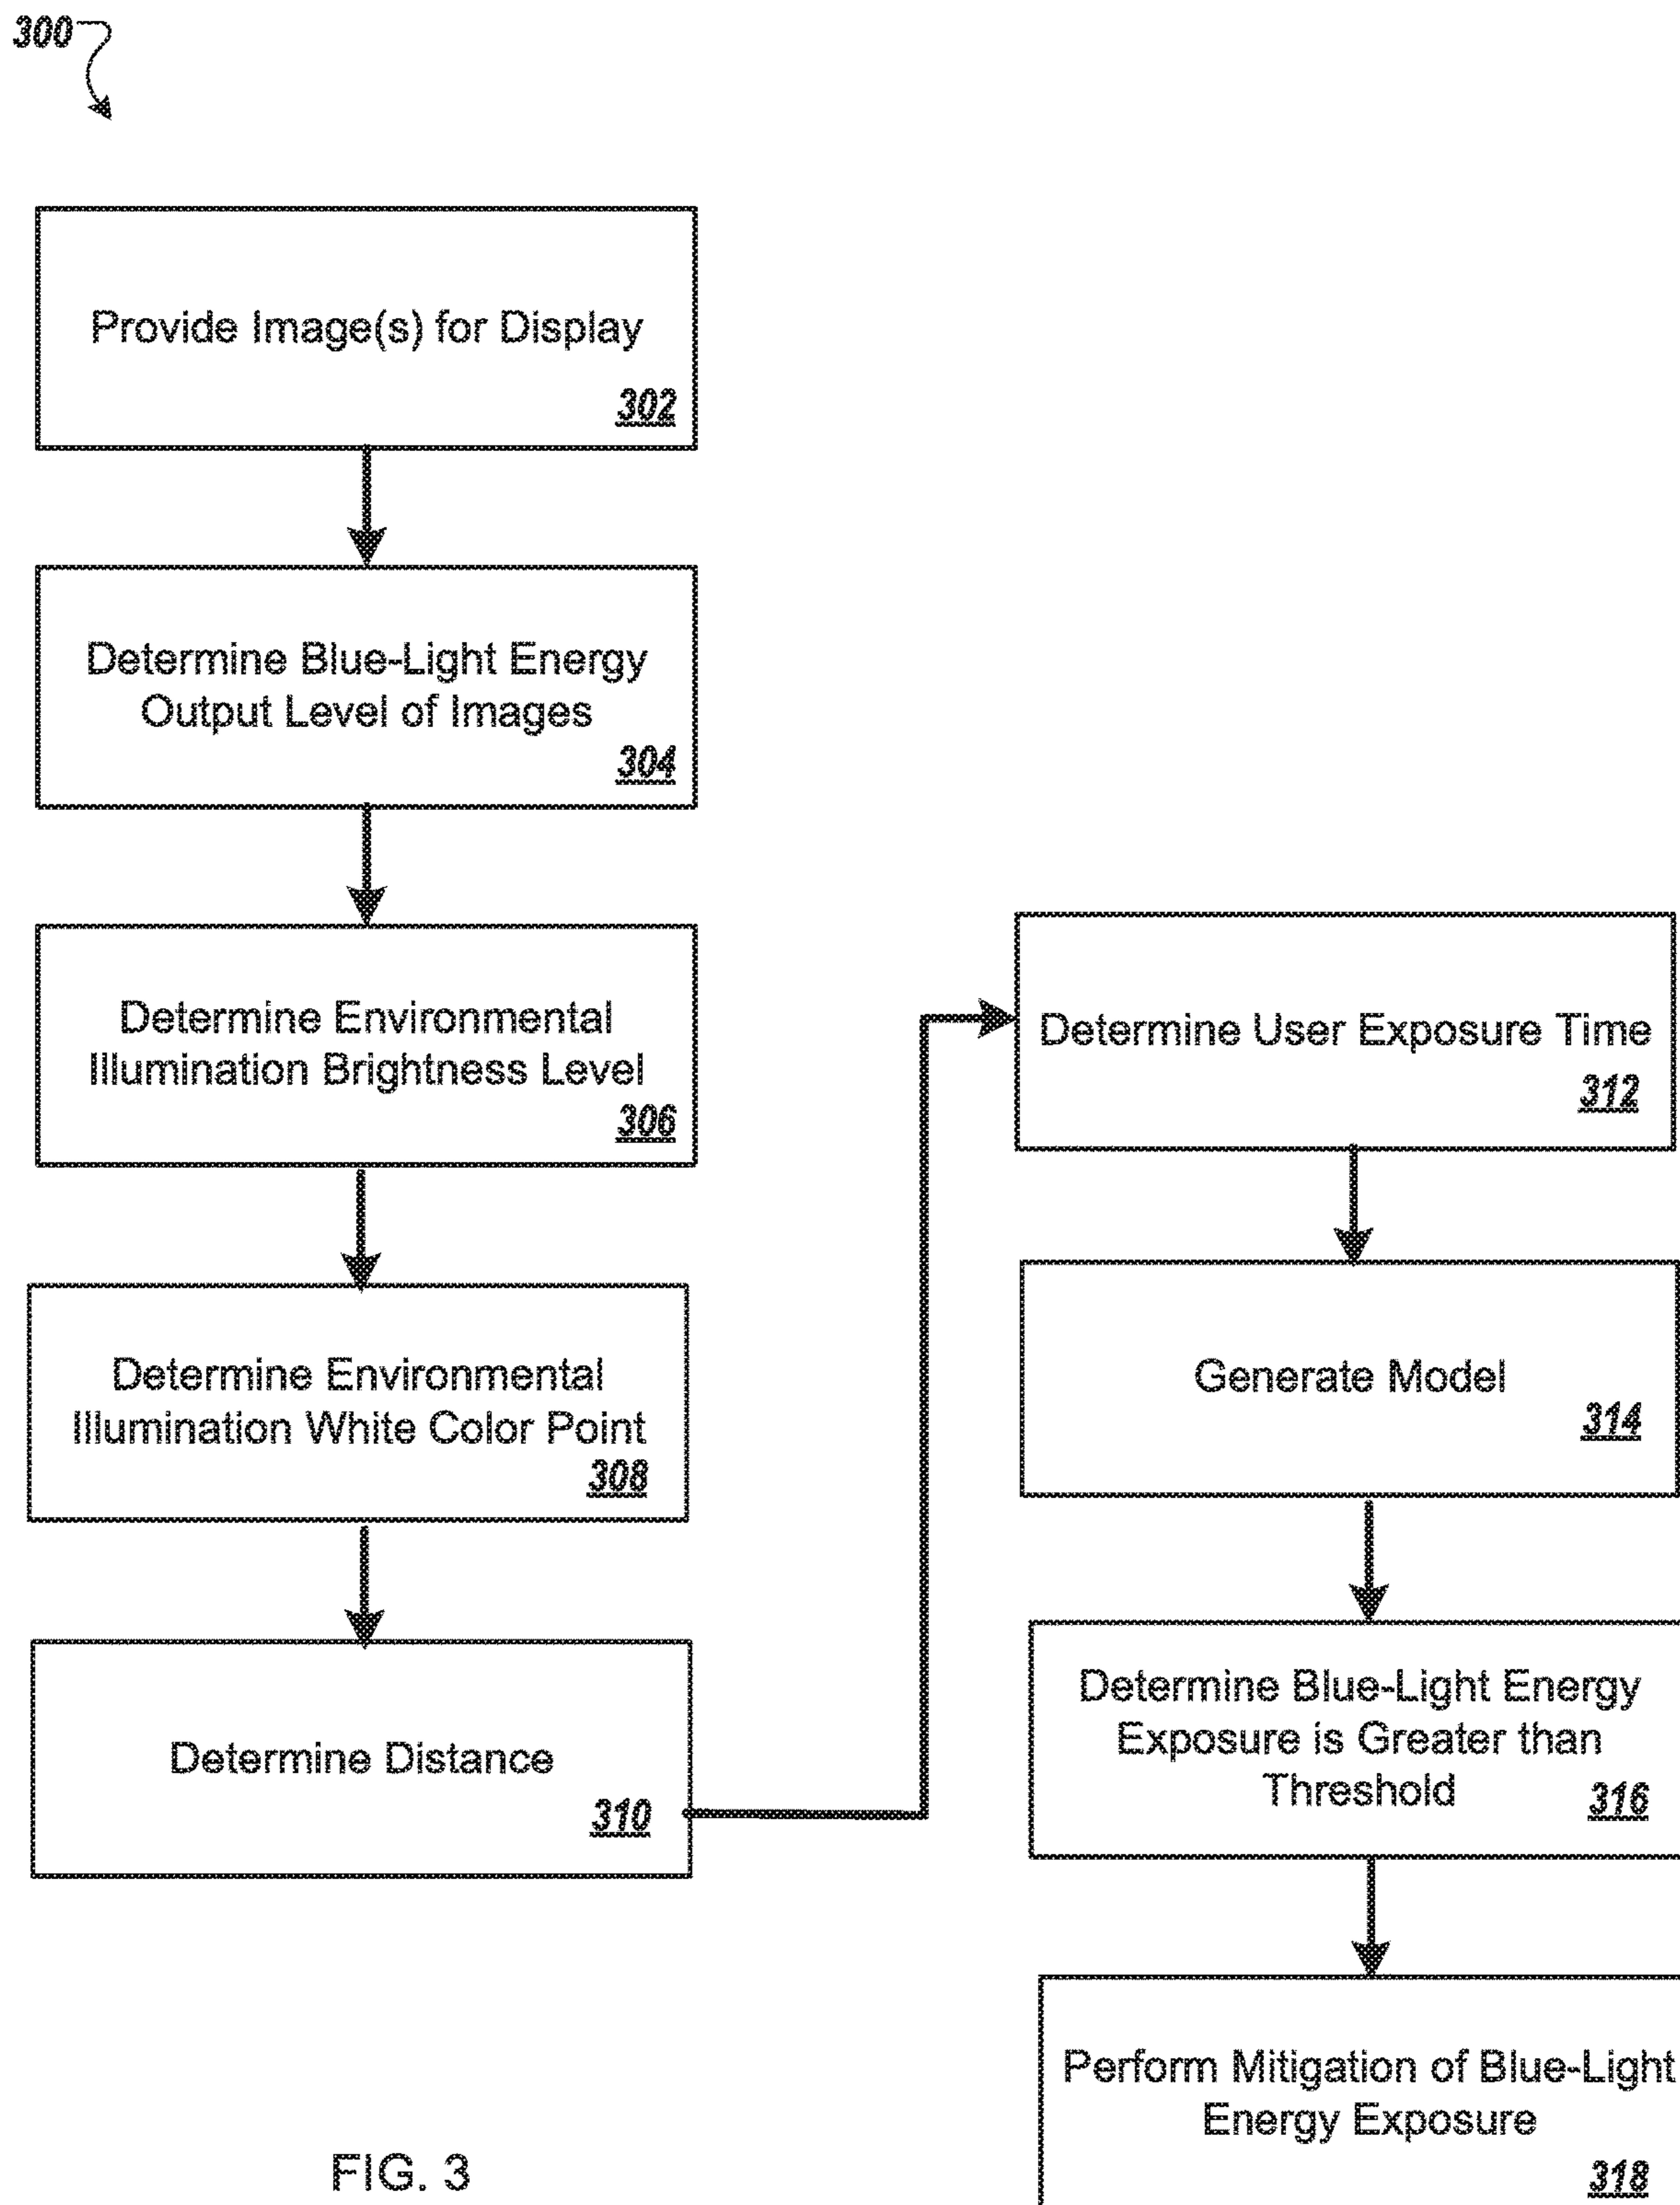 300
Provide Image(s) for Display
302
Determine Blue-Light Energy
Output Level of Images
304
Determine Environmental
Illumination Brightness Level
306
Determine Environmental
Illumination White Color Point
308
Determine Distance
310
Determine User Exposure Time
312
Generate Model
314
Determine Blue-Light Energy
Exposure is Greater than
Threshold
316
Perform Mitigation of Blue-Light
Energy Exposure
318
FIG. 3